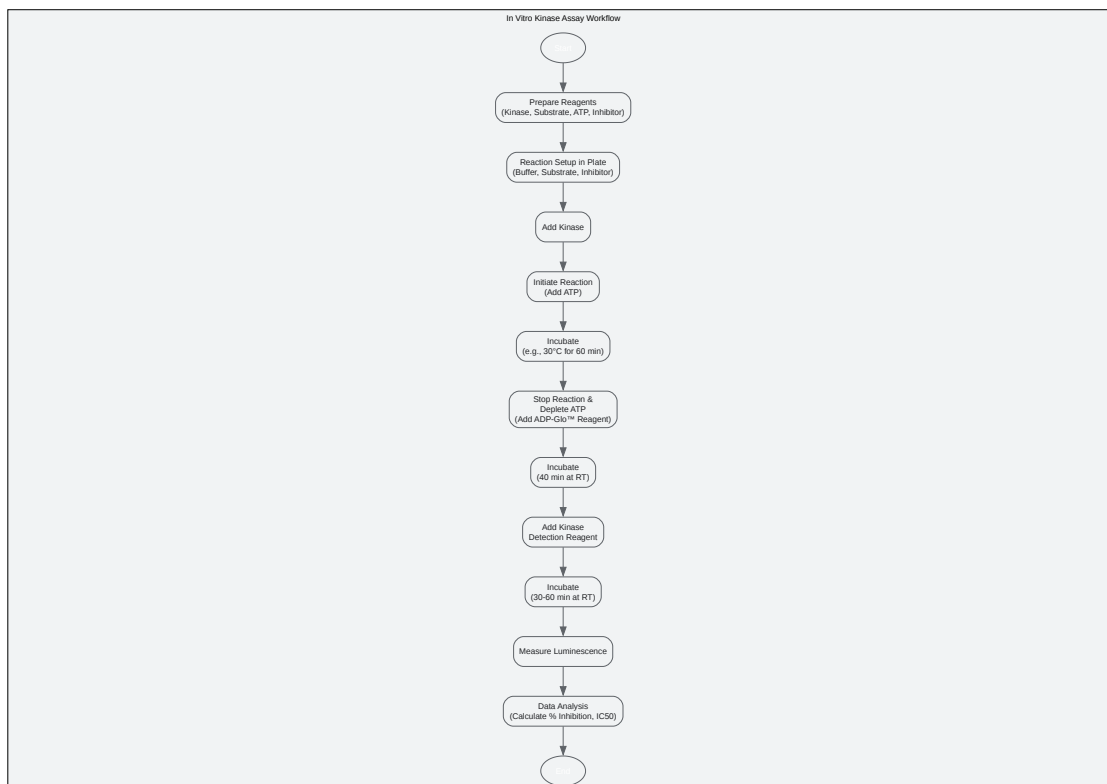 In Vitro Kinase Assay Workflow
Prepare Reagents
(Kinase, Substrate, ATP, Inhibitor)
Reaction Setup in Plate
(Buffer, Substrate, Inhibitor)
Add Kinase
Initiate Reaction
(Add ATP)
Incubate
(e.g., 30°C for 60 min)
Stop Reaction &
Deplete ATP
(Add ADP-Glo™ Reagent)
Incubate
(40 min at RT)
Add Kinase
Detection Reagent
Incubate
(30-60 min at RT)
Measure Luminescence
Data Analysis
(Calculate % Inhibition, IC50)